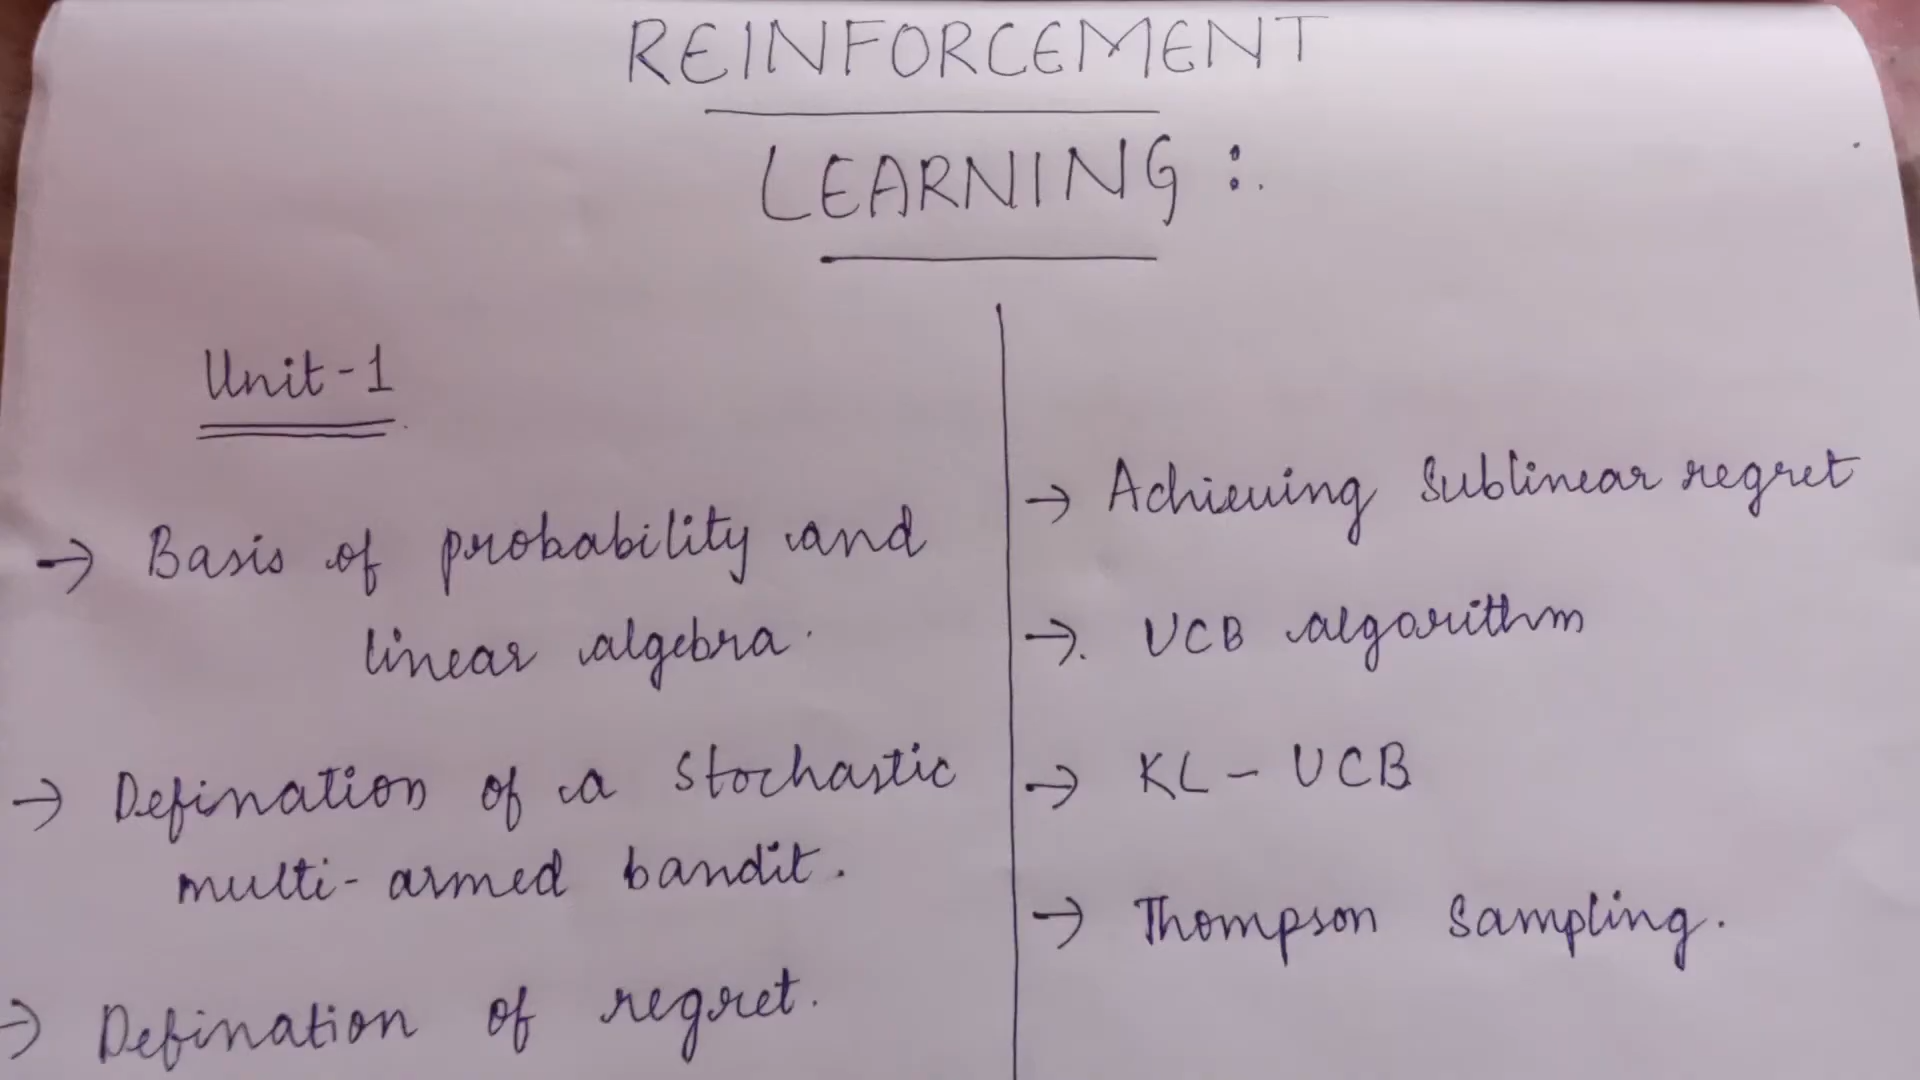 REINFORCEMENT
LEARNING :.
Unit-1
→ Basis of probability and
linear algebra.
→ Defination of a Stochastic
multi-armed bandit.
→ Defination of regret.
→ Achieving Sublinear regret
→. UCB algorithm
→ KL - UCB
→ Thompson Sampling.